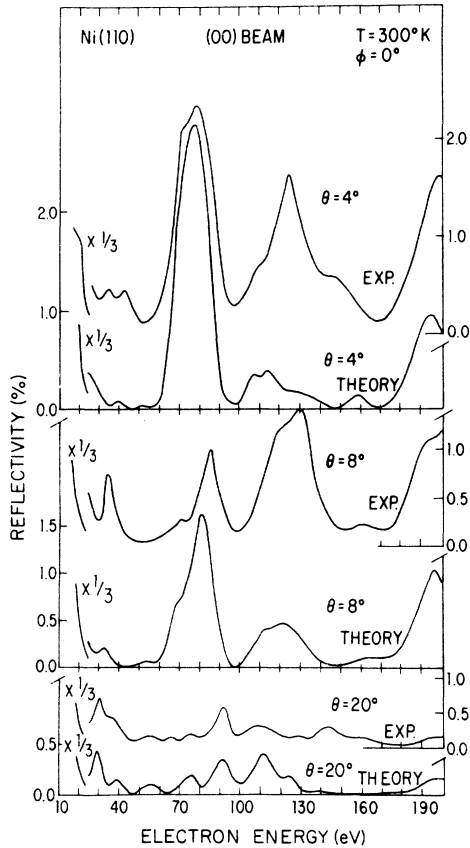 Ni(110) (00) BEAM T=300°K
ϕ=0°
2.0
2.0
θ=4°
x 1/3
1.0
EXP.
1.0
x 1/3
0.0
θ=4°
THEORY
0.0
REFLECTIVITY (%)
x 1/3
θ=8°
1.0
EXP.
0.5
1.5
0.0
1.0
x 1/3
θ=8°
0.5
THEORY
0.0
x 1/3
1.0
θ=20°
0.5
EXP.
x 1/3
0.0
0.5
θ=20° THEORY
0.0
10 40 70 100 130 160 190
ELECTRON ENERGY (eV)